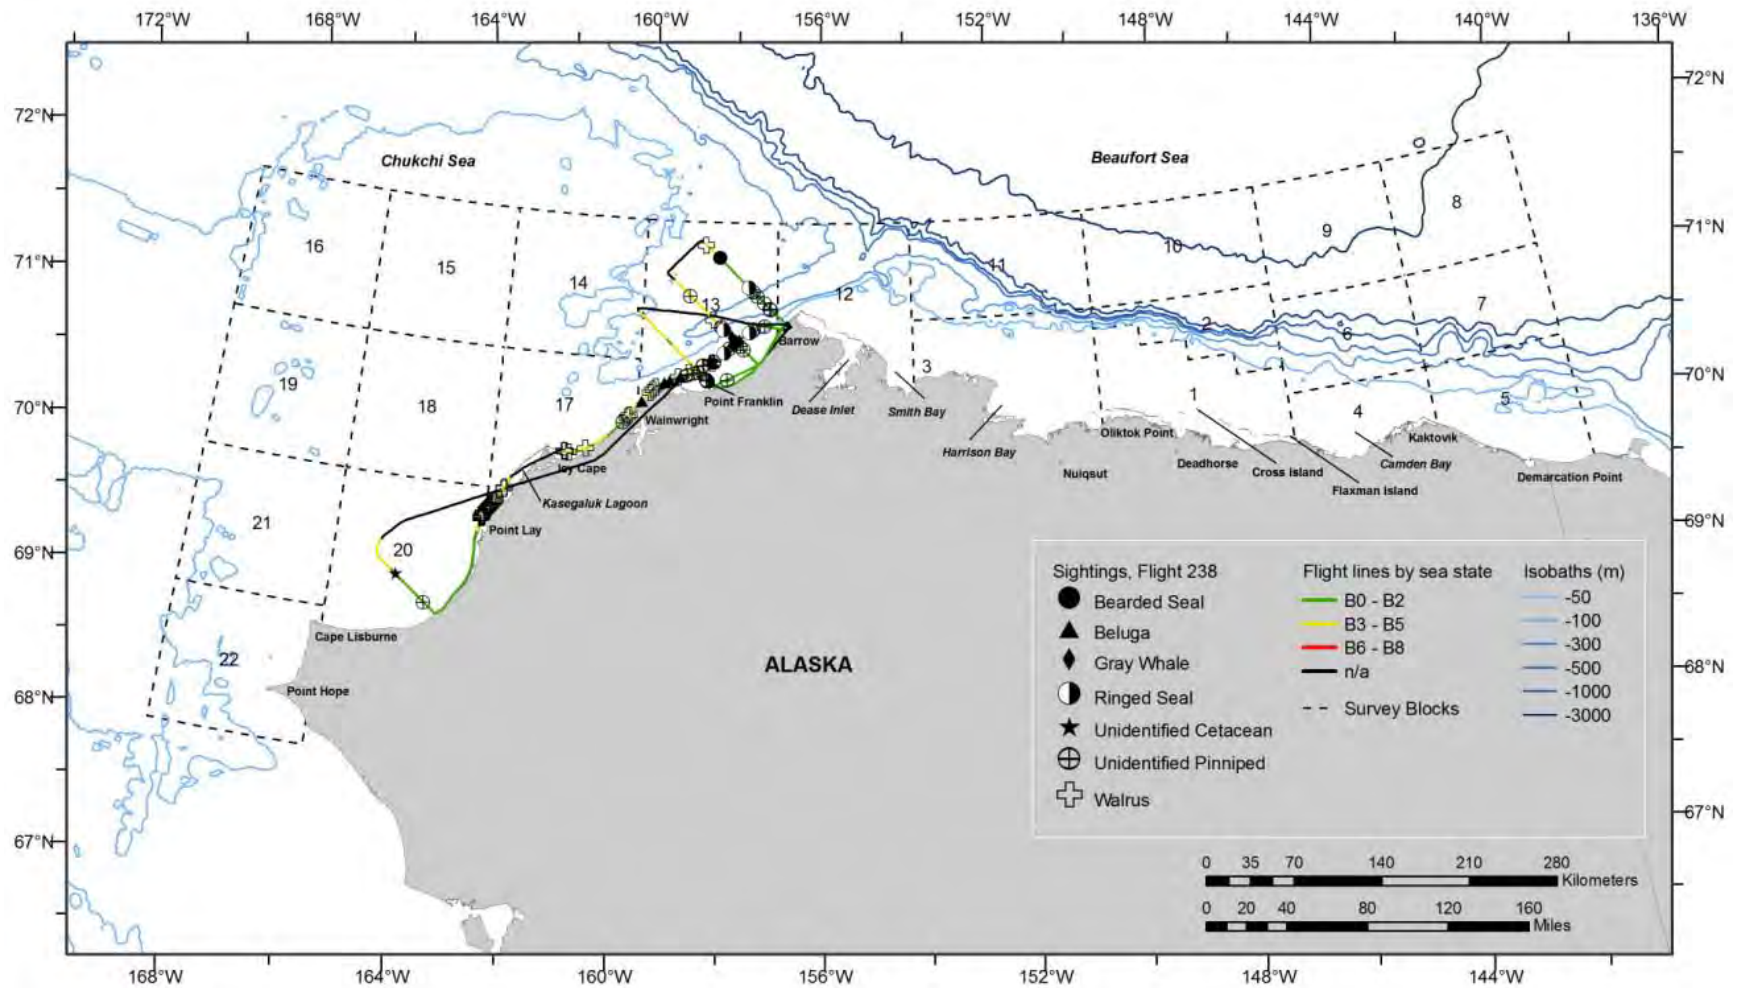 172°W 168°W 164°W 160°W 156°W 152°W 148°W 144°W 140°W 136°W
72°N 72°N
Chukchi Sea Beaufort Sea
8
9
16 15 14 13 12 11 10
71°N 71°N
7
2 6
Barrow
3
70°N 70°N
19 18 17
Point Franklin Dease Inlet Smith Bay 1 4 5
Wainwright
Harrison Bay Oliktok Point Kaktovik
Icy Cape Nuiqsut Deadhorse Cross Island Camden Bay Demarcation Point
Flaxman Island
Kasegaluk Lagoon
21 20 Point Lay
69°N 69°N
Cape Lisburne
22
Point Hope
68°N 68°N
ALASKA
67°N 67°N
Sightings, Flight 238
Bearded Seal
Beluga
Gray Whale
Ringed Seal
Unidentified Cetacean
Unidentified Pinniped
Walrus
Flight lines by sea state
B0 - B2
B3 - B5
B6 - B8
n/a
Survey Blocks
Isobaths (m)
-50
-100
-300
-500
-1000
-3000
0 35 70 140 210 280
Kilometers
0 20 40 80 120 160
Miles
168°W 164°W 160°W 156°W 152°W 148°W 144°W